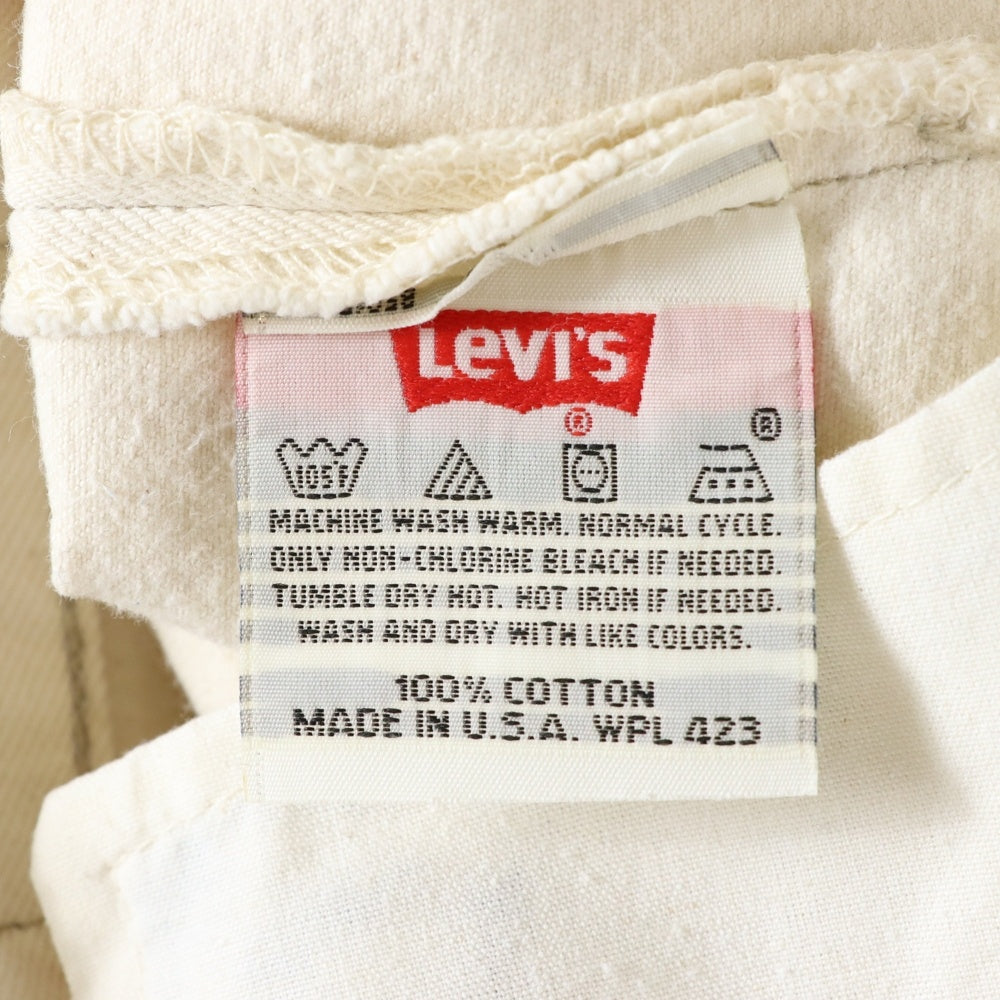 Levi's
®
®
105F
MACHINE WASH WARM. NORMAL CYCLE.
ONLY NON-CHLORINE BLEACH IF NEEDED.
TUMBLE DRY HOT. HOT IRON IF NEEDED.
WASH AND DRY WITH LIKE COLORS.
100% COTTON
MADE IN U.S.A. WPL 423